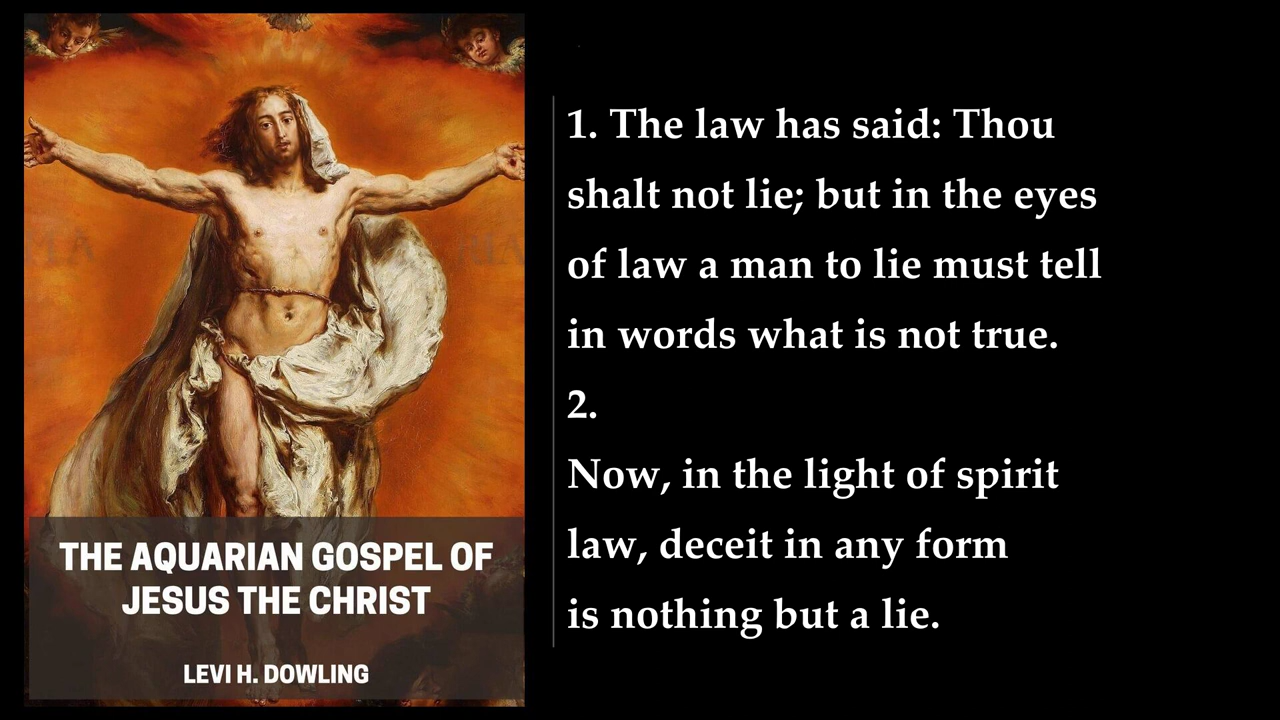 THE AQUARIAN GOSPEL OF
JESUS THE CHRIST
LEVI H. DOWLING
1. The law has said: Thou
shalt not lie; but in the eyes
of law a man to lie must tell
in words what is not true.
2.
Now, in the light of spirit
law, deceit in any form
is nothing but a lie.